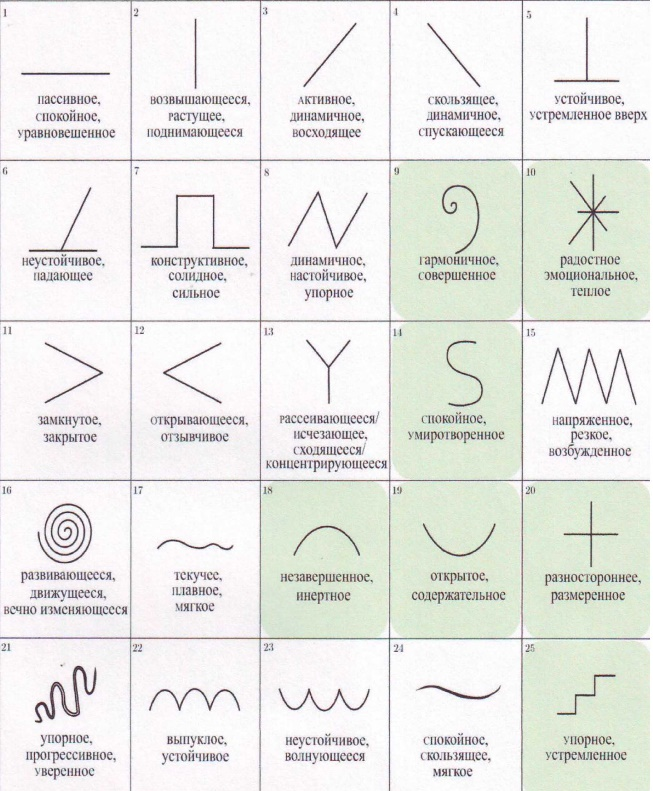 1
пассивное,
спокойное,
уравновешенное
2
возвышающееся,
растущее,
поднимающееся
3
активное,
динамичное,
восходящее
4
скользящее,
динамичное,
спускающееся
5
устойчивое,
устремленное вверх
6
неустойчивое,
падающее
7
конструктивное,
солидное,
сильное
8
динамичное,
настойчивое,
упорное
9
гармоничное,
совершенное
10
радостное
эмоциональное,
теплое
11
замкнутое,
закрытое
12
открывающееся,
отзывчивое
13
рассеивающееся/
исчезающее,
сходящееся/
концентрирующееся
14
спокойное,
умиротворенное
15
напряженное,
резкое,
возбужденное
16
развивающееся,
движущееся,
вечно изменяющееся
17
текучее,
плавное,
мягкое
18
незавершенное,
инертное
19
открытое,
содержательное
20
разностороннее,
размеренное
21
упорное,
прогрессивное,
уверенное
22
выпуклое,
устойчивое
23
неустойчивое,
волнующееся
24
спокойное,
скользящее,
мягкое
25
упорное,
устремленное